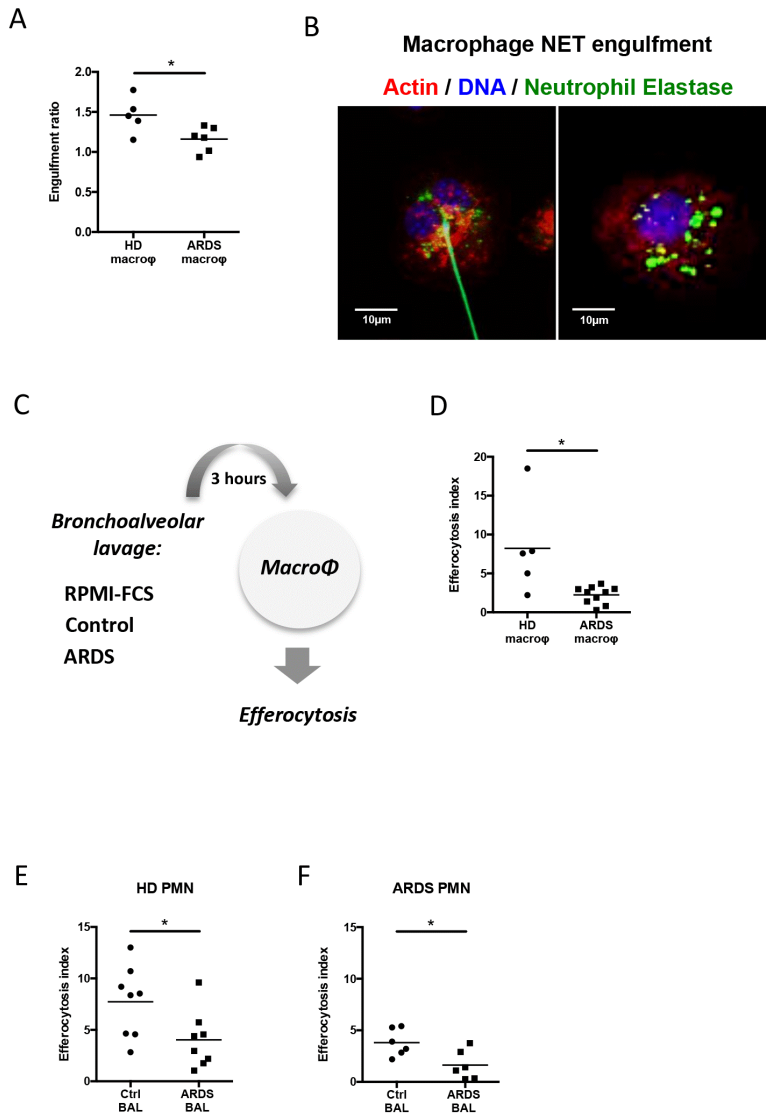 A
Engulfment ratio
2.0
1.5
1.0
0.5
0.0
*
HD
macroφ
ARDS
macroφ
B
Macrophage NET engulfment
Actin / DNA / Neutrophil Elastase
10μm
10μm
C
3 hours
Bronchoalveolar
lavage:
RPMI-FCS
Control
ARDS
MacroΦ
Efferocytosis
D
Efferocytosis index
20
15
10
5
0
*
HD
macroφ
ARDS
macroφ
E
HD PMN
Efferocytosis index
15
10
5
0
*
Ctrl
BAL
ARDS
BAL
F
ARDS PMN
Efferocytosis index
15
10
5
0
*
Ctrl
BAL
ARDS
BAL